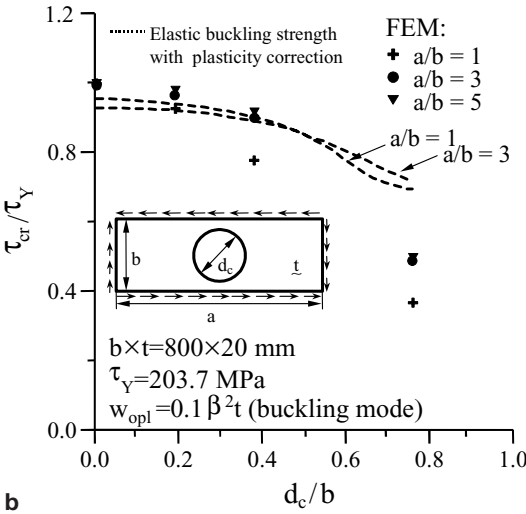 1.2
Elastic buckling strength
with plasticity correction
FEM:
a/b = 1
a/b = 3
a/b = 5
0.8
a/b = 1
a/b = 3
τcr/τY
b
dc
t
0.4
a
b×t=800×20 mm
τY=203.7 MPa
wopl=0.1β²t (buckling mode)
0.0
0.0 0.2 0.4 0.6 0.8 1.0
dc/b
b